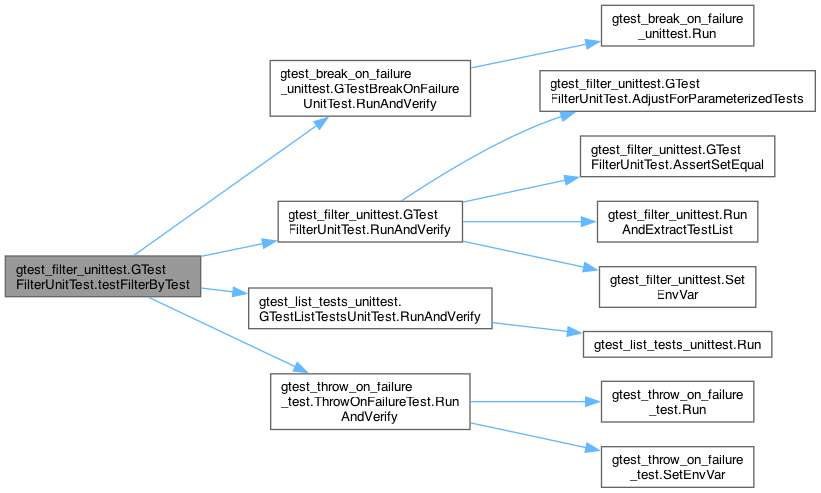 gtest_filter_unittest.GTest
FilterUnitTest.testFilterByTest
gtest_break_on_failure
_unittest.GTestBreakOnFailure
UnitTest.RunAndVerify
gtest_break_on_failure
_unittest.Run
gtest_filter_unittest.GTest
FilterUnitTest.RunAndVerify
gtest_filter_unittest.GTest
FilterUnitTest.AdjustForParameterizedTests
gtest_filter_unittest.GTest
FilterUnitTest.AssertSetEqual
gtest_filter_unittest.Run
AndExtractTestList
gtest_filter_unittest.Set
EnvVar
gtest_list_tests_unittest.
GTestListTestsUnitTest.RunAndVerify
gtest_list_tests_unittest.Run
gtest_throw_on_failure
_test.ThrowOnFailureTest.Run
AndVerify
gtest_throw_on_failure
_test.Run
gtest_throw_on_failure
_test.SetEnvVar